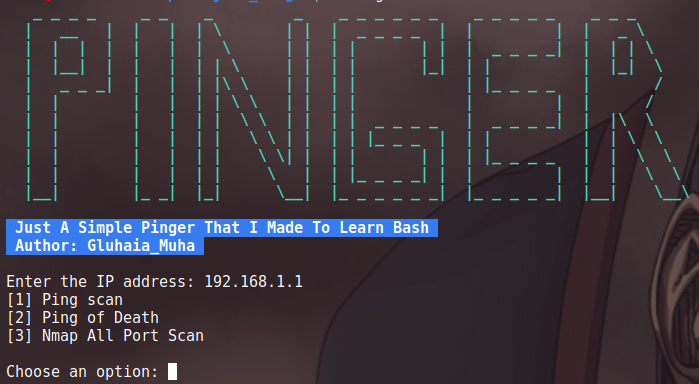 PINGER
Just A Simple Pinger That I Made To Learn Bash
Author: Gluhaia_Muha
Enter the IP address: 192.168.1.1
[1] Ping scan
[2] Ping of Death
[3] Nmap All Port Scan
Choose an option: